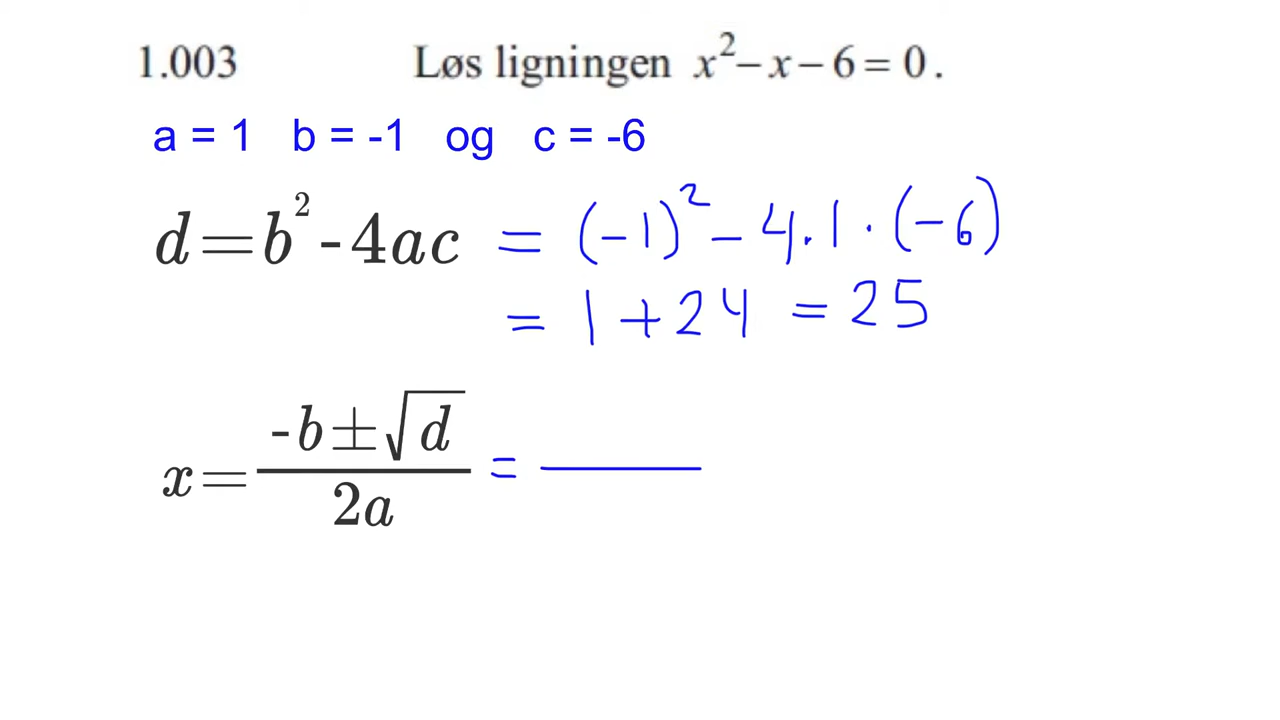 1.003 Løs ligningen x² – x – 6 = 0.
a = 1 b = -1 og c = -6
d = b² - 4ac = (-1)² - 4·1·(-6)
= 1 + 24 = 25
x = (-b ± √d) / 2a = ―